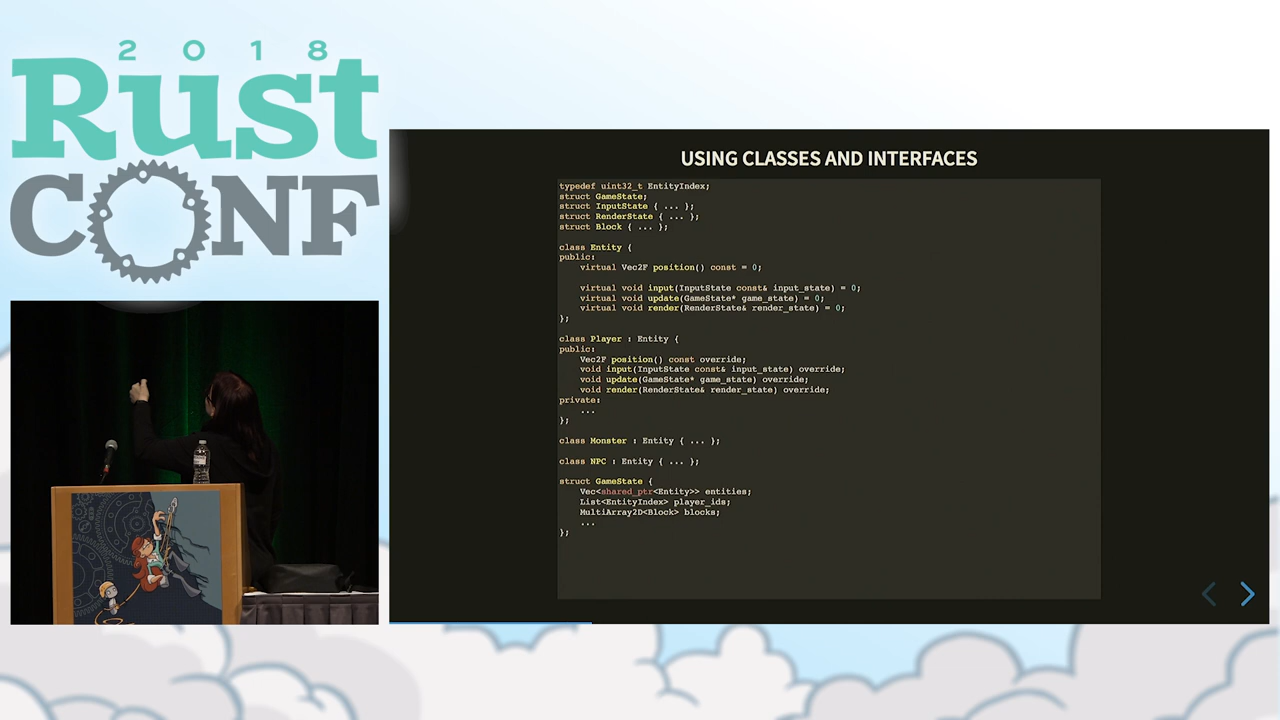 2018
Rust
CONF
USING CLASSES AND INTERFACES
typedef uint32_t EntityIndex;
struct GameState;
struct InputState { ... };
struct RenderState { ... };
struct Block { ... };
class Entity {
public:
virtual Vec2F position() const = 0;
virtual void input(InputState const& input_state) = 0;
virtual void update(GameState* game_state) = 0;
virtual void render(RenderState& render_state) = 0;
};
class Player : Entity {
public:
Vec2F position() const override;
void input(InputState const& input_state) override;
void update(GameState* game_state) override;
void render(RenderState& render_state) override;
private:
...
};
class Monster : Entity { ... };
class NPC : Entity { ... };
struct GameState {
Vec<shared_ptr<Entity>> entities;
List<EntityIndex> player_ids;
MultiArray2D<Block> blocks;
...
};